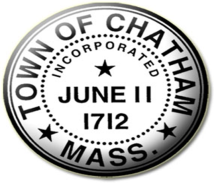 TOWN OF CHATHAM
INCORPORATED
JUNE 11
1712
MASS.